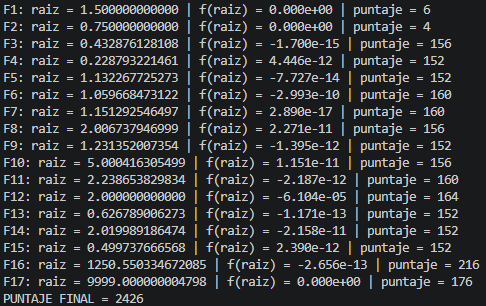 F1: raiz = 1.500000000000 | f(raiz) = 0.000e+00 | puntaje = 6
F2: raiz = 0.750000000000 | f(raiz) = 0.000e+00 | puntaje = 4
F3: raiz = 0.432876128108 | f(raiz) = -1.700e-15 | puntaje = 156
F4: raiz = 0.228793221461 | f(raiz) = 4.446e-12 | puntaje = 152
F5: raiz = 1.132267725273 | f(raiz) = -7.727e-14 | puntaje = 152
F6: raiz = 1.059668473122 | f(raiz) = -2.993e-10 | puntaje = 160
F7: raiz = 1.151292546497 | f(raiz) = 2.890e-17 | puntaje = 160
F8: raiz = 2.006737946999 | f(raiz) = 2.271e-11 | puntaje = 156
F9: raiz = 1.231352007354 | f(raiz) = -1.395e-12 | puntaje = 152
F10: raiz = 5.000416305499 | f(raiz) = 1.151e-11 | puntaje = 156
F11: raiz = 2.238653829834 | f(raiz) = -2.187e-12 | puntaje = 160
F12: raiz = 2.000000000000 | f(raiz) = -6.104e-05 | puntaje = 164
F13: raiz = 0.626789006273 | f(raiz) = -1.171e-13 | puntaje = 152
F14: raiz = 2.019989186474 | f(raiz) = -2.158e-11 | puntaje = 152
F15: raiz = 0.499737666568 | f(raiz) = 2.390e-12 | puntaje = 152
F16: raiz = 1250.550334672085 | f(raiz) = -2.656e-13 | puntaje = 216
F17: raiz = 9999.000000004798 | f(raiz) = 0.000e+00 | puntaje = 176
PUNTAJE FINAL = 2426